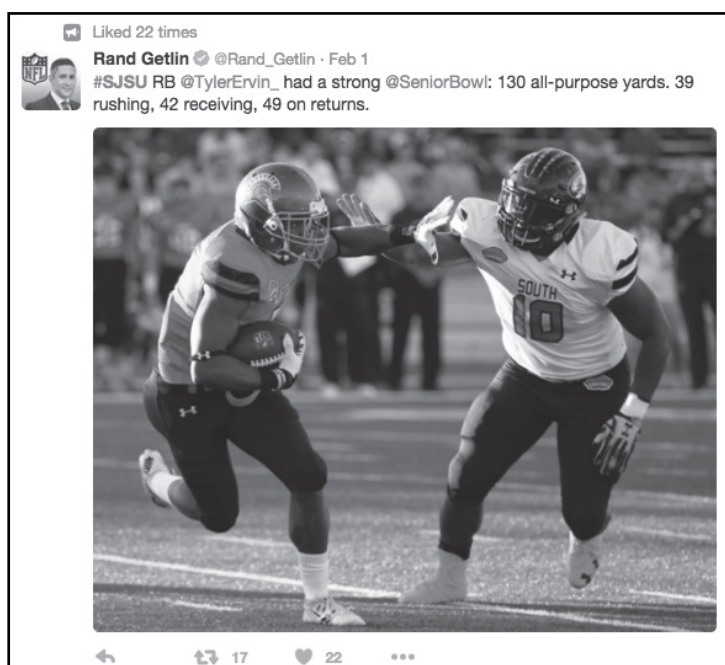 Liked 22 times
NFL
Rand Getlin @Rand_Getlin · Feb 1
#SJSU RB @TylerErvin_ had a strong @SeniorBowl: 130 all-purpose yards. 39
rushing, 42 receiving, 49 on returns.
SOUTH
10
17
22